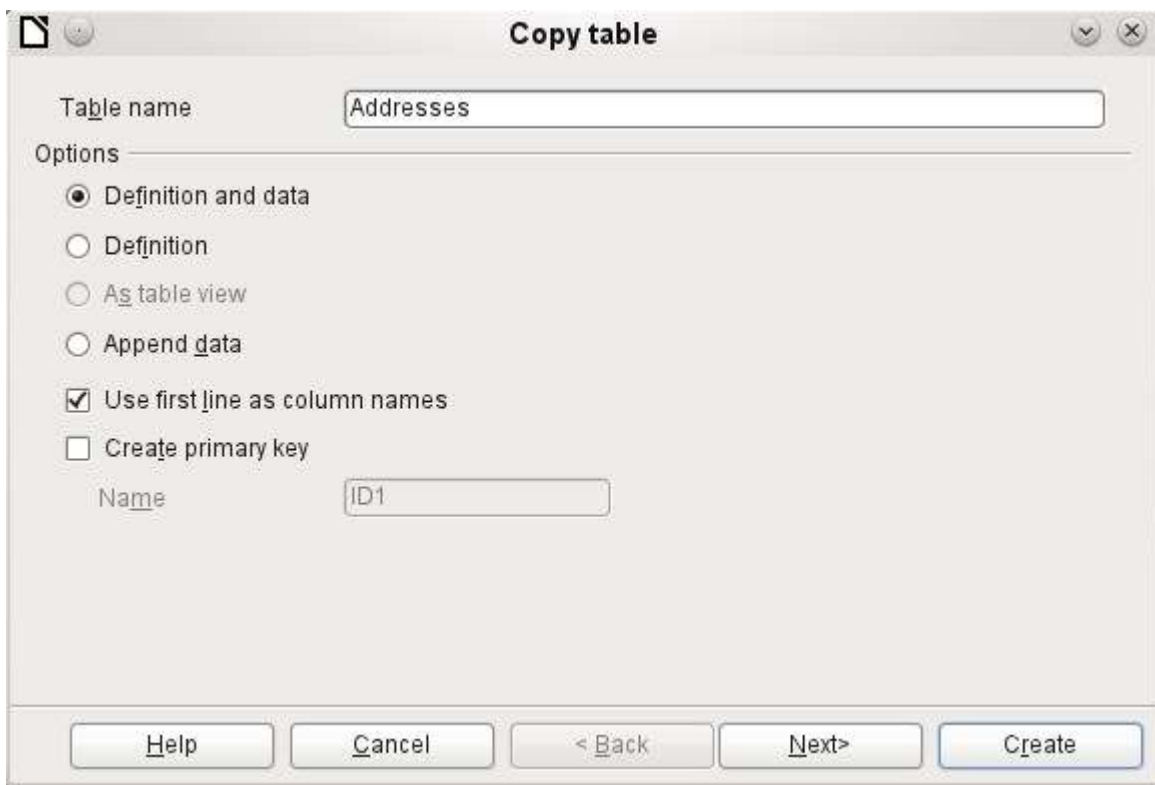 Copy table
Table name Addresses
Options
Definition and data
Definition
As table view
Append data
Use first line as column names
Create primary key
Name ID1
Help Cancel < Back Next> Create